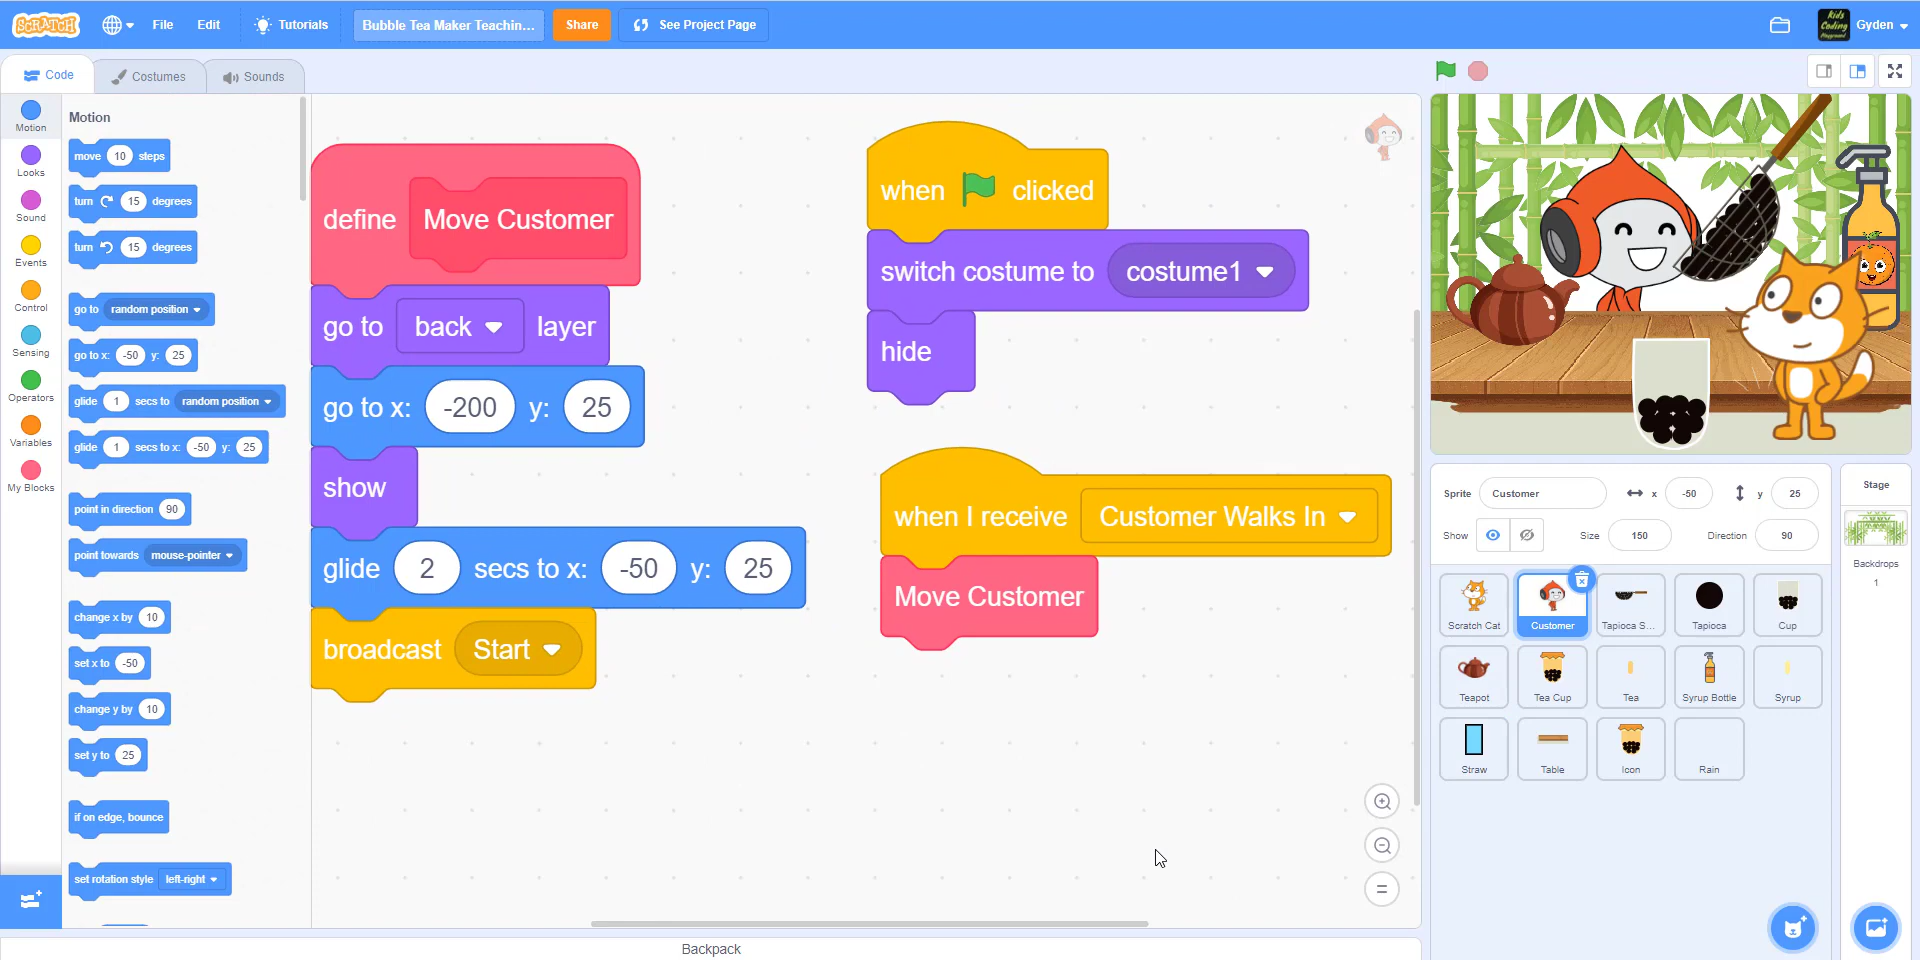 SCRATCH
File
Edit
Tutorials
Bubble Tea Maker Teachin...
Share
See Project Page
Kids
Coding
Playground
Gyden
Code
Costumes
Sounds
Motion
Looks
Sound
Events
Control
Sensing
Operators
Variables
My Blocks
Motion
move 10 steps
turn 15 degrees
turn 15 degrees
go to random position
go to x: -50 y: 25
glide 1 secs to random position
glide 1 secs to x: -50 y: 25
point in direction 90
point towards mouse-pointer
change x by 10
set x to -50
change y by 10
set y to 25
if on edge, bounce
set rotation style left-right
define Move Customer
go to back layer
go to x: -200 y: 25
show
glide 2 secs to x: -50 y: 25
broadcast Start
when clicked
switch costume to costume1
hide
when I receive Customer Walks In
Move Customer
Backpack
Sprite Customer x -50 y 25
Show Size 150 Direction 90
Scratch Cat
Customer
Tapioca S...
Tapioca
Cup
Teapot
Tea Cup
Tea
Syrup Bottle
Syrup
Straw
Table
Icon
Rain
Stage
Backdrops
1